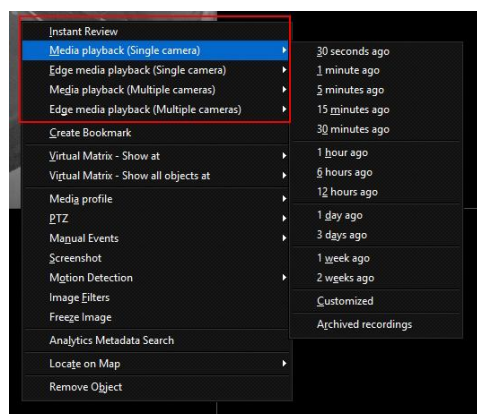 Instant Review
Media playback (Single camera)
Edge media playback (Single camera)
Media playback (Multiple cameras)
Edge media playback (Multiple cameras)
Create Bookmark
Virtual Matrix - Show at
Virtual Matrix - Show all objects at
Media profile
PTZ
Manual Events
Screenshot
Motion Detection
Image Filters
Freeze Image
Analytics Metadata Search
Locate on Map
Remove Object
30 seconds ago
1 minute ago
5 minutes ago
15 minutes ago
30 minutes ago
1 hour ago
6 hours ago
12 hours ago
1 day ago
3 days ago
1 week ago
2 weeks ago
Customized
Archived recordings